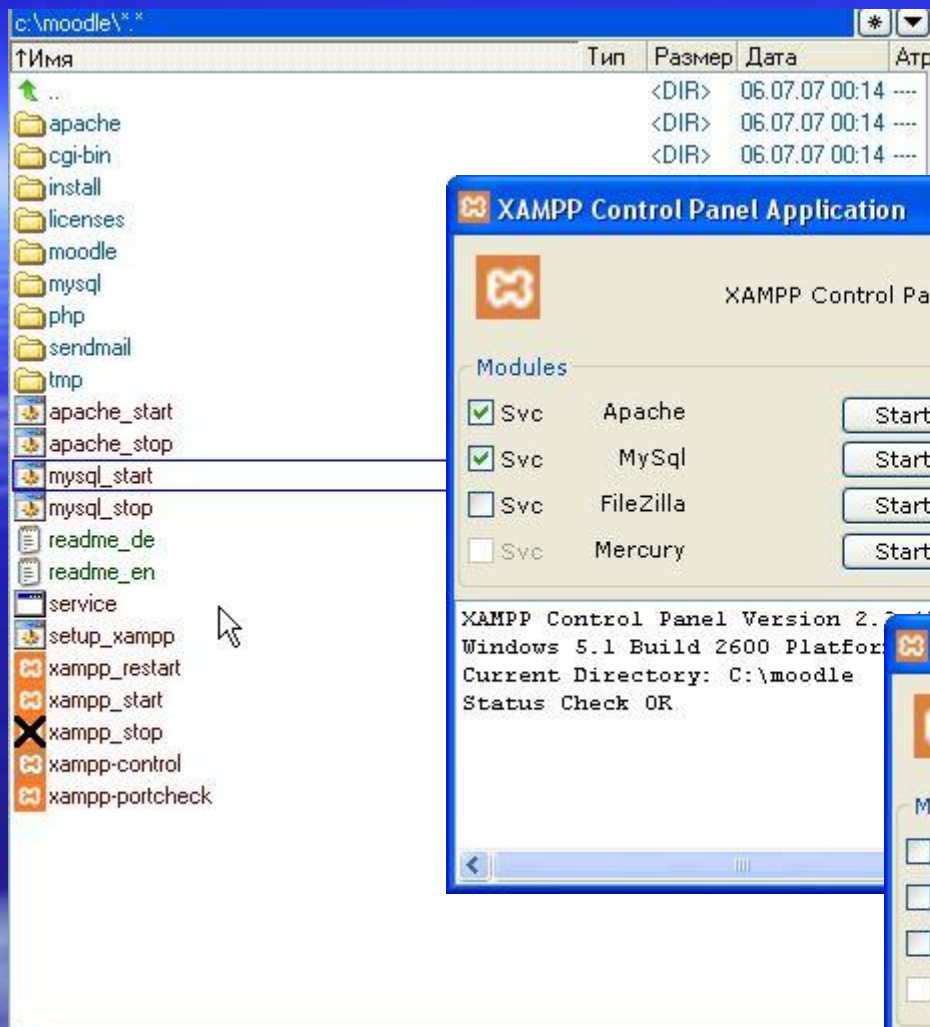 c:\moodle\*.*
* ▼
↑Имя Тип Размер Дата Атр
.. <DIR> 06.07.07 00:14 ----
apache <DIR> 06.07.07 00:14 ----
cgi-bin <DIR> 06.07.07 00:14 ----
install
licenses
moodle
mysql
php
sendmail
tmp
apache_start
apache_stop
mysql_start
mysql_stop
readme_de
readme_en
service
setup_xampp
xampp_restart
xampp_start
xampp_stop
xampp-control
xampp-portcheck
XAMPP Control Panel Application
XAMPP Control Pa
Modules
Svc Apache Start
Svc MySql Start
Svc FileZilla Start
Svc Mercury Start
XAMPP Control Panel Version 2.
Windows 5.1 Build 2600 Platfor
Current Directory: C:\moodle
Status Check OK
M